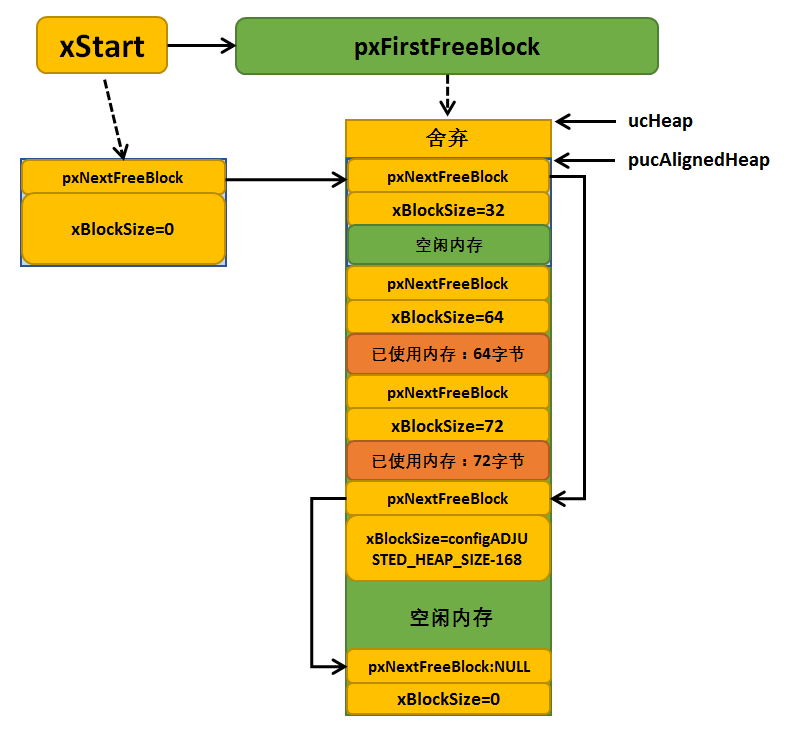 xStart
pxFirstFreeBlock
ucHeap
舍弃
pucAlignedHeap
pxNextFreeBlock
xBlockSize=0
pxNextFreeBlock
xBlockSize=32
空闲内存
pxNextFreeBlock
xBlockSize=64
已使用内存：64字节
pxNextFreeBlock
xBlockSize=72
已使用内存：72字节
pxNextFreeBlock
xBlockSize=configADJU
STED_HEAP_SIZE-168
空闲内存
pxNextFreeBlock:NULL
xBlockSize=0